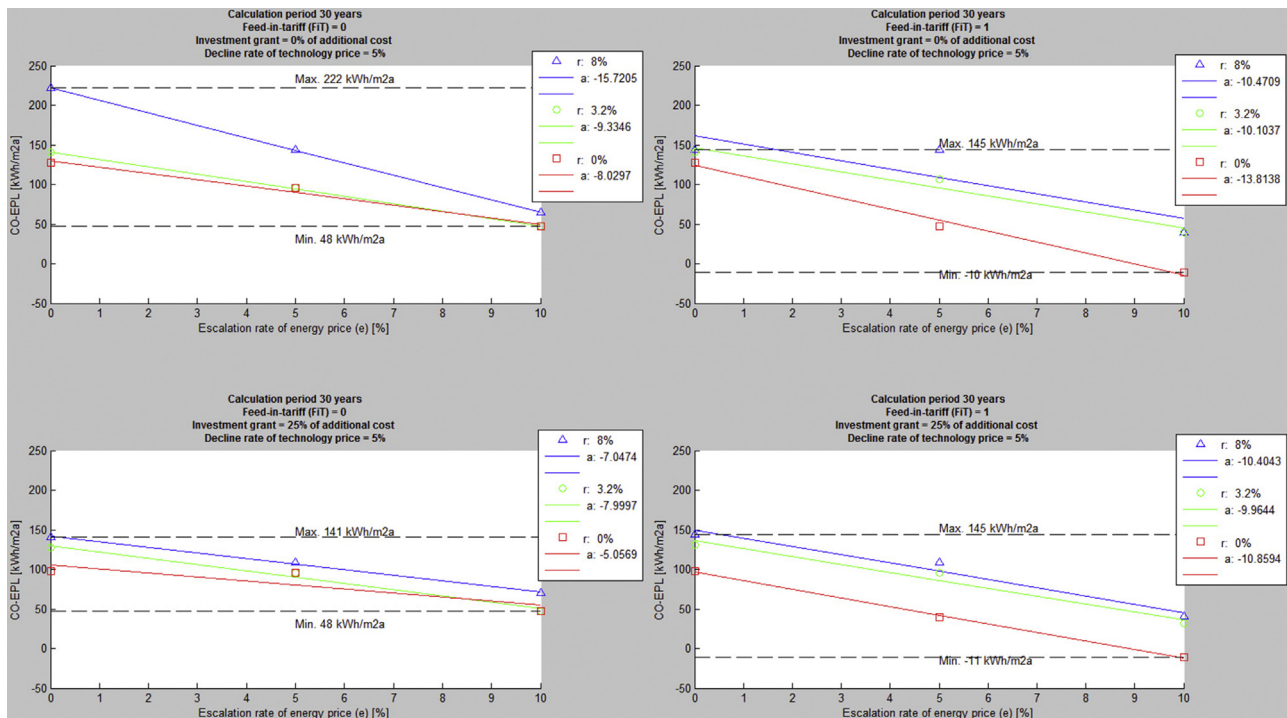 Calculation period 30 years
Feed-in-tariff (FiT) = 0
Investment grant = 0% of additional cost
Decline rate of technology price = 5%
250
200
150
100
50
0
-50
CO-EPL [kWh/m2a]
Max. 222 kWh/m2a
Min. 48 kWh/m2a
0 1 2 3 4 5 6 7 8 9 10
Escalation rate of energy price (e) [%]
r: 8%
a: -15.7205
r: 3.2%
a: -9.3346
r: 0%
a: -8.0297
Calculation period 30 years
Feed-in-tariff (FiT) = 1
Investment grant = 0% of additional cost
Decline rate of technology price = 5%
250
200
150
100
50
0
-50
CO-EPL [kWh/m2a]
Max. 145 kWh/m2a
Min. -10 kWh/m2a
0 1 2 3 4 5 6 7 8 9 10
Escalation rate of energy price (e) [%]
r: 8%
a: -10.4709
r: 3.2%
a: -10.1037
r: 0%
a: -13.8138
Calculation period 30 years
Feed-in-tariff (FiT) = 0
Investment grant = 25% of additional cost
Decline rate of technology price = 5%
250
200
150
100
50
0
-50
CO-EPL [kWh/m2a]
Max. 141 kWh/m2a
Min. 48 kWh/m2a
0 1 2 3 4 5 6 7 8 9 10
Escalation rate of energy price (e) [%]
r: 8%
a: -7.0474
r: 3.2%
a: -7.9997
r: 0%
a: -5.0569
Calculation period 30 years
Feed-in-tariff (FiT) = 1
Investment grant = 25% of additional cost
Decline rate of technology price = 5%
250
200
150
100
50
0
-50
CO-EPL [kWh/m2a]
Max. 145 kWh/m2a
Min. -11 kWh/m2a
0 1 2 3 4 5 6 7 8 9 10
Escalation rate of energy price (e) [%]
r: 8%
a: -10.4043
r: 3.2%
a: -9.9644
r: 0%
a: -10.8594